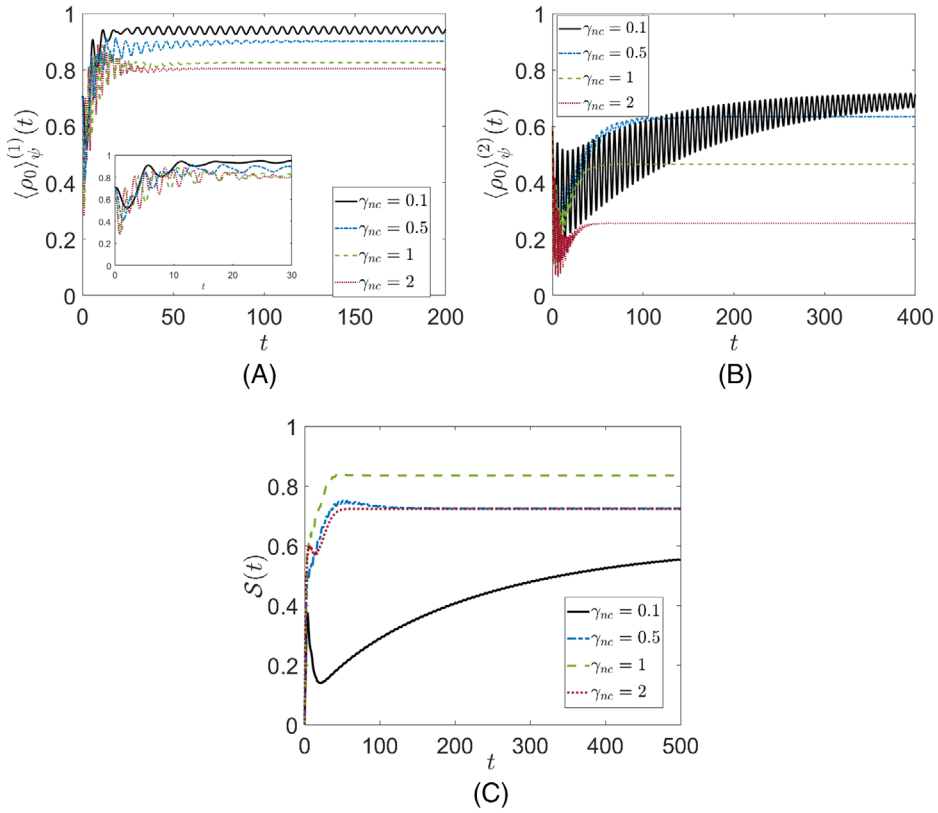 1
0.8
0.6
0.4
0.2
0
⟨ρ₀⟩ψ⁽¹⁾(t)
1
0.8
0.6
0.4
0.2
0
0 10 20 30
t
γnc = 0.1
γnc = 0.5
γnc = 1
γnc = 2
0 50 100 150 200
t
(A)
1
0.8
0.6
0.4
0.2
0
⟨ρ₀⟩ψ⁽²⁾(t)
γnc = 0.1
γnc = 0.5
γnc = 1
γnc = 2
0 100 200 300 400
t
(B)
1
0.8
0.6
0.4
0.2
0
S(t)
γnc = 0.1
γnc = 0.5
γnc = 1
γnc = 2
0 100 200 300 400 500
t
(C)